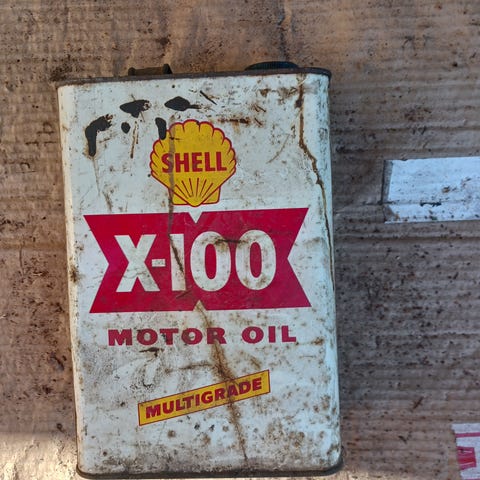 SHELL
X-100
MOTOR OIL
MULTIGRADE